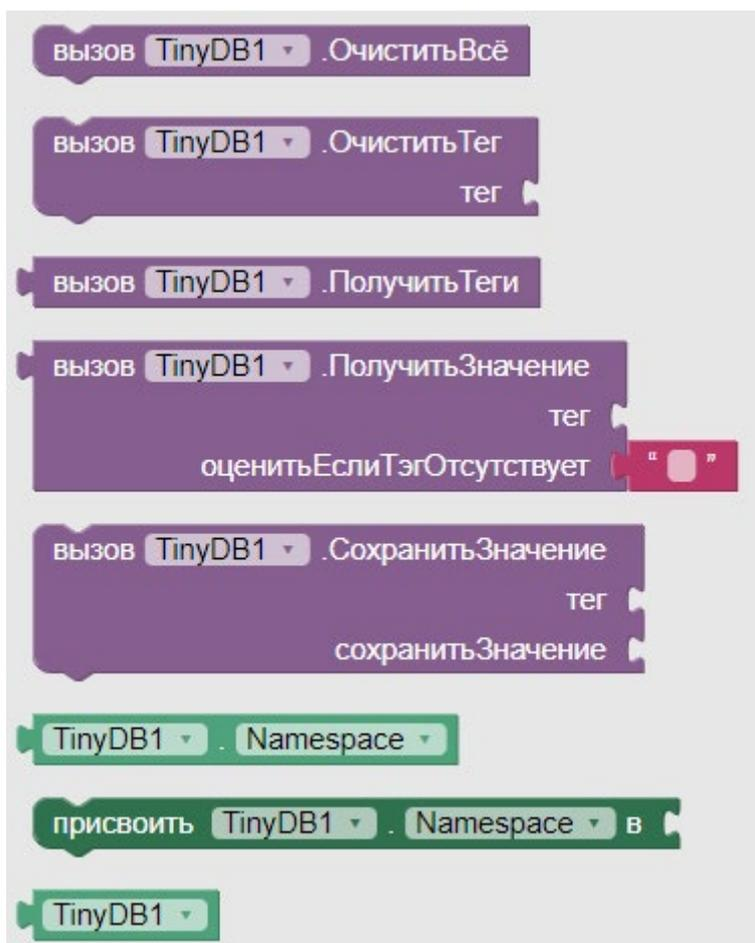 вызов TinyDB1 .ОчиститьВсё
вызов TinyDB1 .ОчиститьТег
тег
вызов TinyDB1 .ПолучитьТеги
вызов TinyDB1 .ПолучитьЗначение
тег
оценитьЕслиТэгОтсутствует “ ”
вызов TinyDB1 .СохранитьЗначение
тег
сохранитьЗначение
TinyDB1 . Namespace
присвоить TinyDB1 . Namespace в
TinyDB1